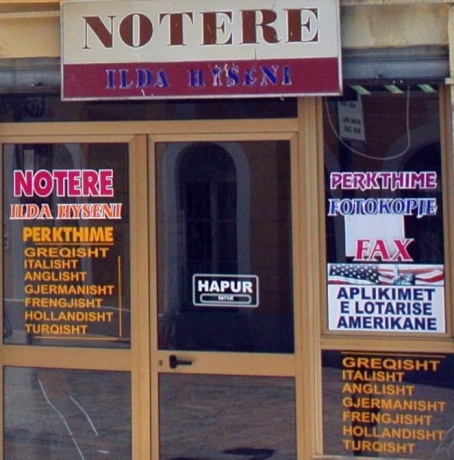 NOTERE
ILDA HYSENI
NOTERE
ILDA HYSENI
PERKTHIME
GREQISHT
ITALISHT
ANGLISHT
GJERMANISHT
FRENGJISHT
HOLLANDISHT
TURQISHT
HAPUR
PERKTHIME
FOTOKOPJE
FAX
APLIKIMET
E LOTARISE
AMERIKANE
GREQISHT
ITALISHT
ANGLISHT
GJERMANISHT
FRENGJISHT
HOLLANDISHT
TURQISHT